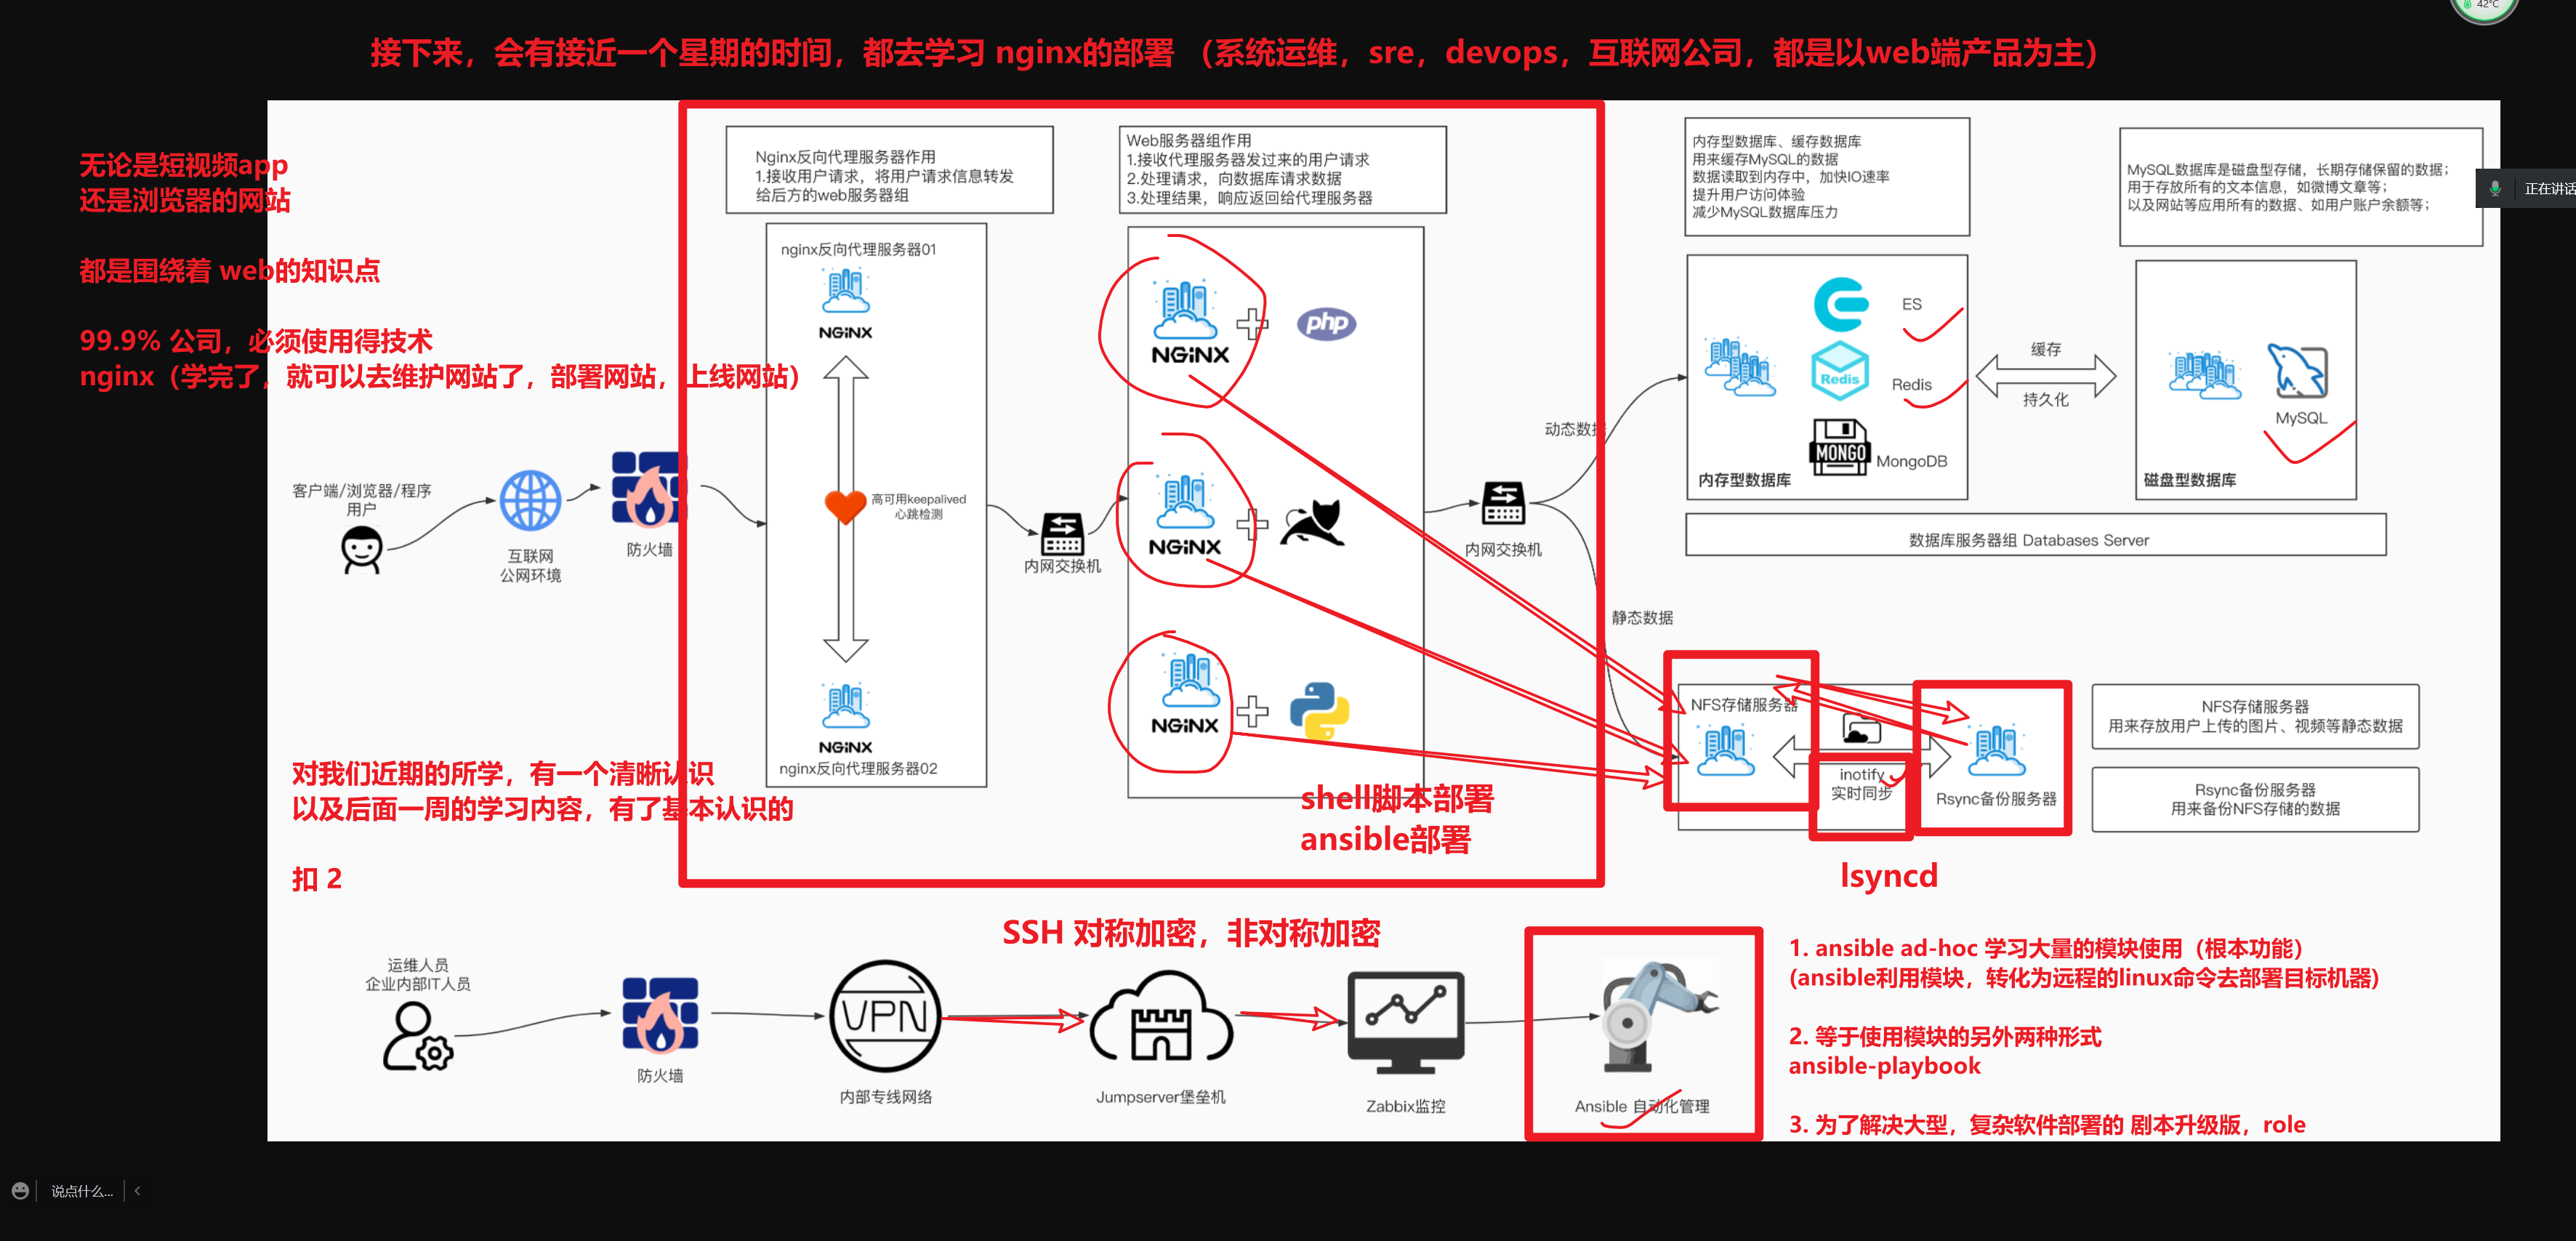 42°C
接下来，会有接近一个星期的时间，都去学习 nginx的部署 （系统运维，sre，devops，互联网公司，都是以web端产品为主）
无论是短视频app
还是浏览器的网站
都是围绕着 web的知识点
99.9% 公司，必须使用得技术
nginx（学完了，就可以去维护网站了，部署网站，上线网站）
Nginx反向代理服务器作用
1.接收用户请求，将用户请求信息转发
给后方的web服务器组
Web服务器组作用
1.接收代理服务器发过来的用户请求
2.处理请求，向数据库请求数据
3.处理结果，响应返回给代理服务器
内存型数据库、缓存数据库
用来缓存MySQL的数据
数据读取到内存中，加快IO速率
提升用户访问体验
减少MySQL数据库压力
MySQL数据库是磁盘型存储，长期存储保留的数据；
用于存放所有的文本信息，如微博文章等；
以及网站等应用所有的数据、如用户账户余额等；
正在讲话
nginx反向代理服务器01
NGiNX
高可用keepalived
心跳检测
NGiNX
nginx反向代理服务器02
NGiNX
php
NGiNX
NGiNX
ES
Redis
Redis
MONGO
MongoDB
内存型数据库
缓存
持久化
MySQL
磁盘型数据库
数据库服务器组 Databases Server
客户端/浏览器/程序
用户
互联网
公网环境
防火墙
内网交换机
内网交换机
动态数据
静态数据
NFS存储服务器
inotify
实时同步
Rsync备份服务器
NFS存储服务器
用来存放用户上传的图片、视频等静态数据
Rsync备份服务器
用来备份NFS存储的数据
对我们近期的所学，有一个清晰认识
以及后面一周的学习内容，有了基本认识的
扣 2
shell脚本部署
ansible部署
lsyncd
SSH 对称加密，非对称加密
运维人员
企业内部IT人员
防火墙
VPN
内部专线网络
Jumpserver堡垒机
Zabbix监控
Ansible 自动化管理
1. ansible ad-hoc 学习大量的模块使用（根本功能）
(ansible利用模块，转化为远程的linux命令去部署目标机器)
2. 等于使用模块的另外两种形式
ansible-playbook
3. 为了解决大型，复杂软件部署的 剧本升级版，role
说点什么...